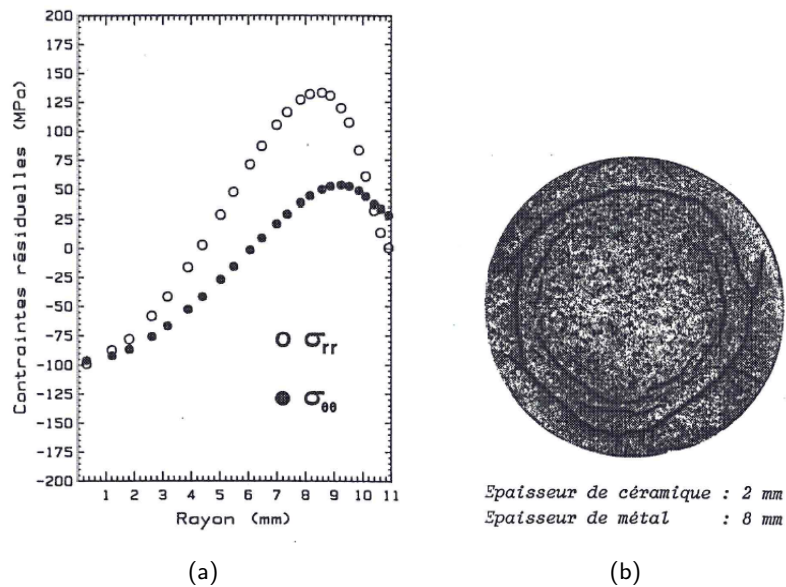 Contraintes résiduelles (MPa)
200
175
150
125
100
75
50
25
0
-25
-50
-75
-100
-125
-150
-175
-200
σrr
σθθ
1 2 3 4 5 6 7 8 9 10 11
Rayon (mm)
(a)
Epaisseur de céramique : 2 mm
Epaisseur de métal : 8 mm
(b)